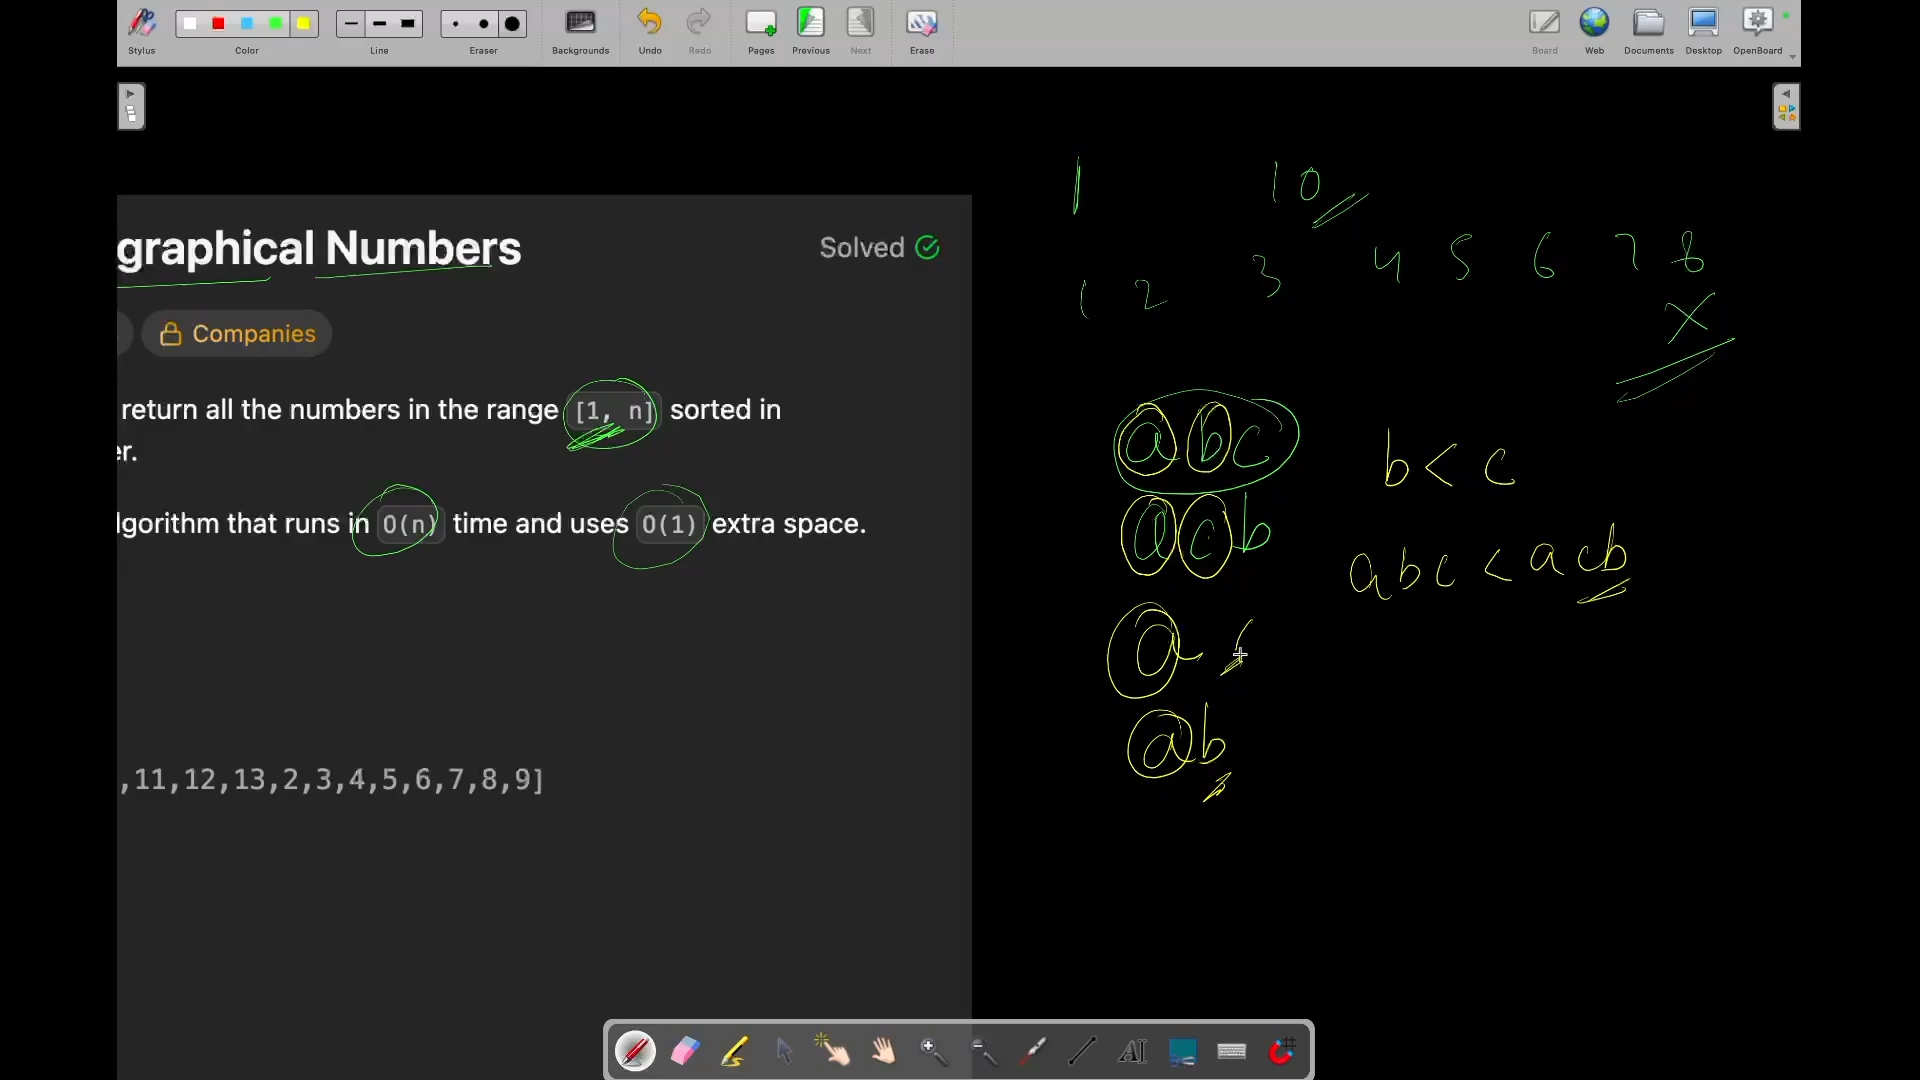 Stylus Color Line Eraser Backgrounds Undo Redo Pages Previous Next Erase Board Web Documents Desktop OpenBoard
1 10
graphical Numbers Solved
1 2 3 4 5 6 7 8
Companies
return all the numbers in the range [1, n] sorted in
er.
abc b < c
lgorithm that runs in O(n) time and uses O(1) extra space.
acb abc < acb
a
ab
,11,12,13,2,3,4,5,6,7,8,9]
AI